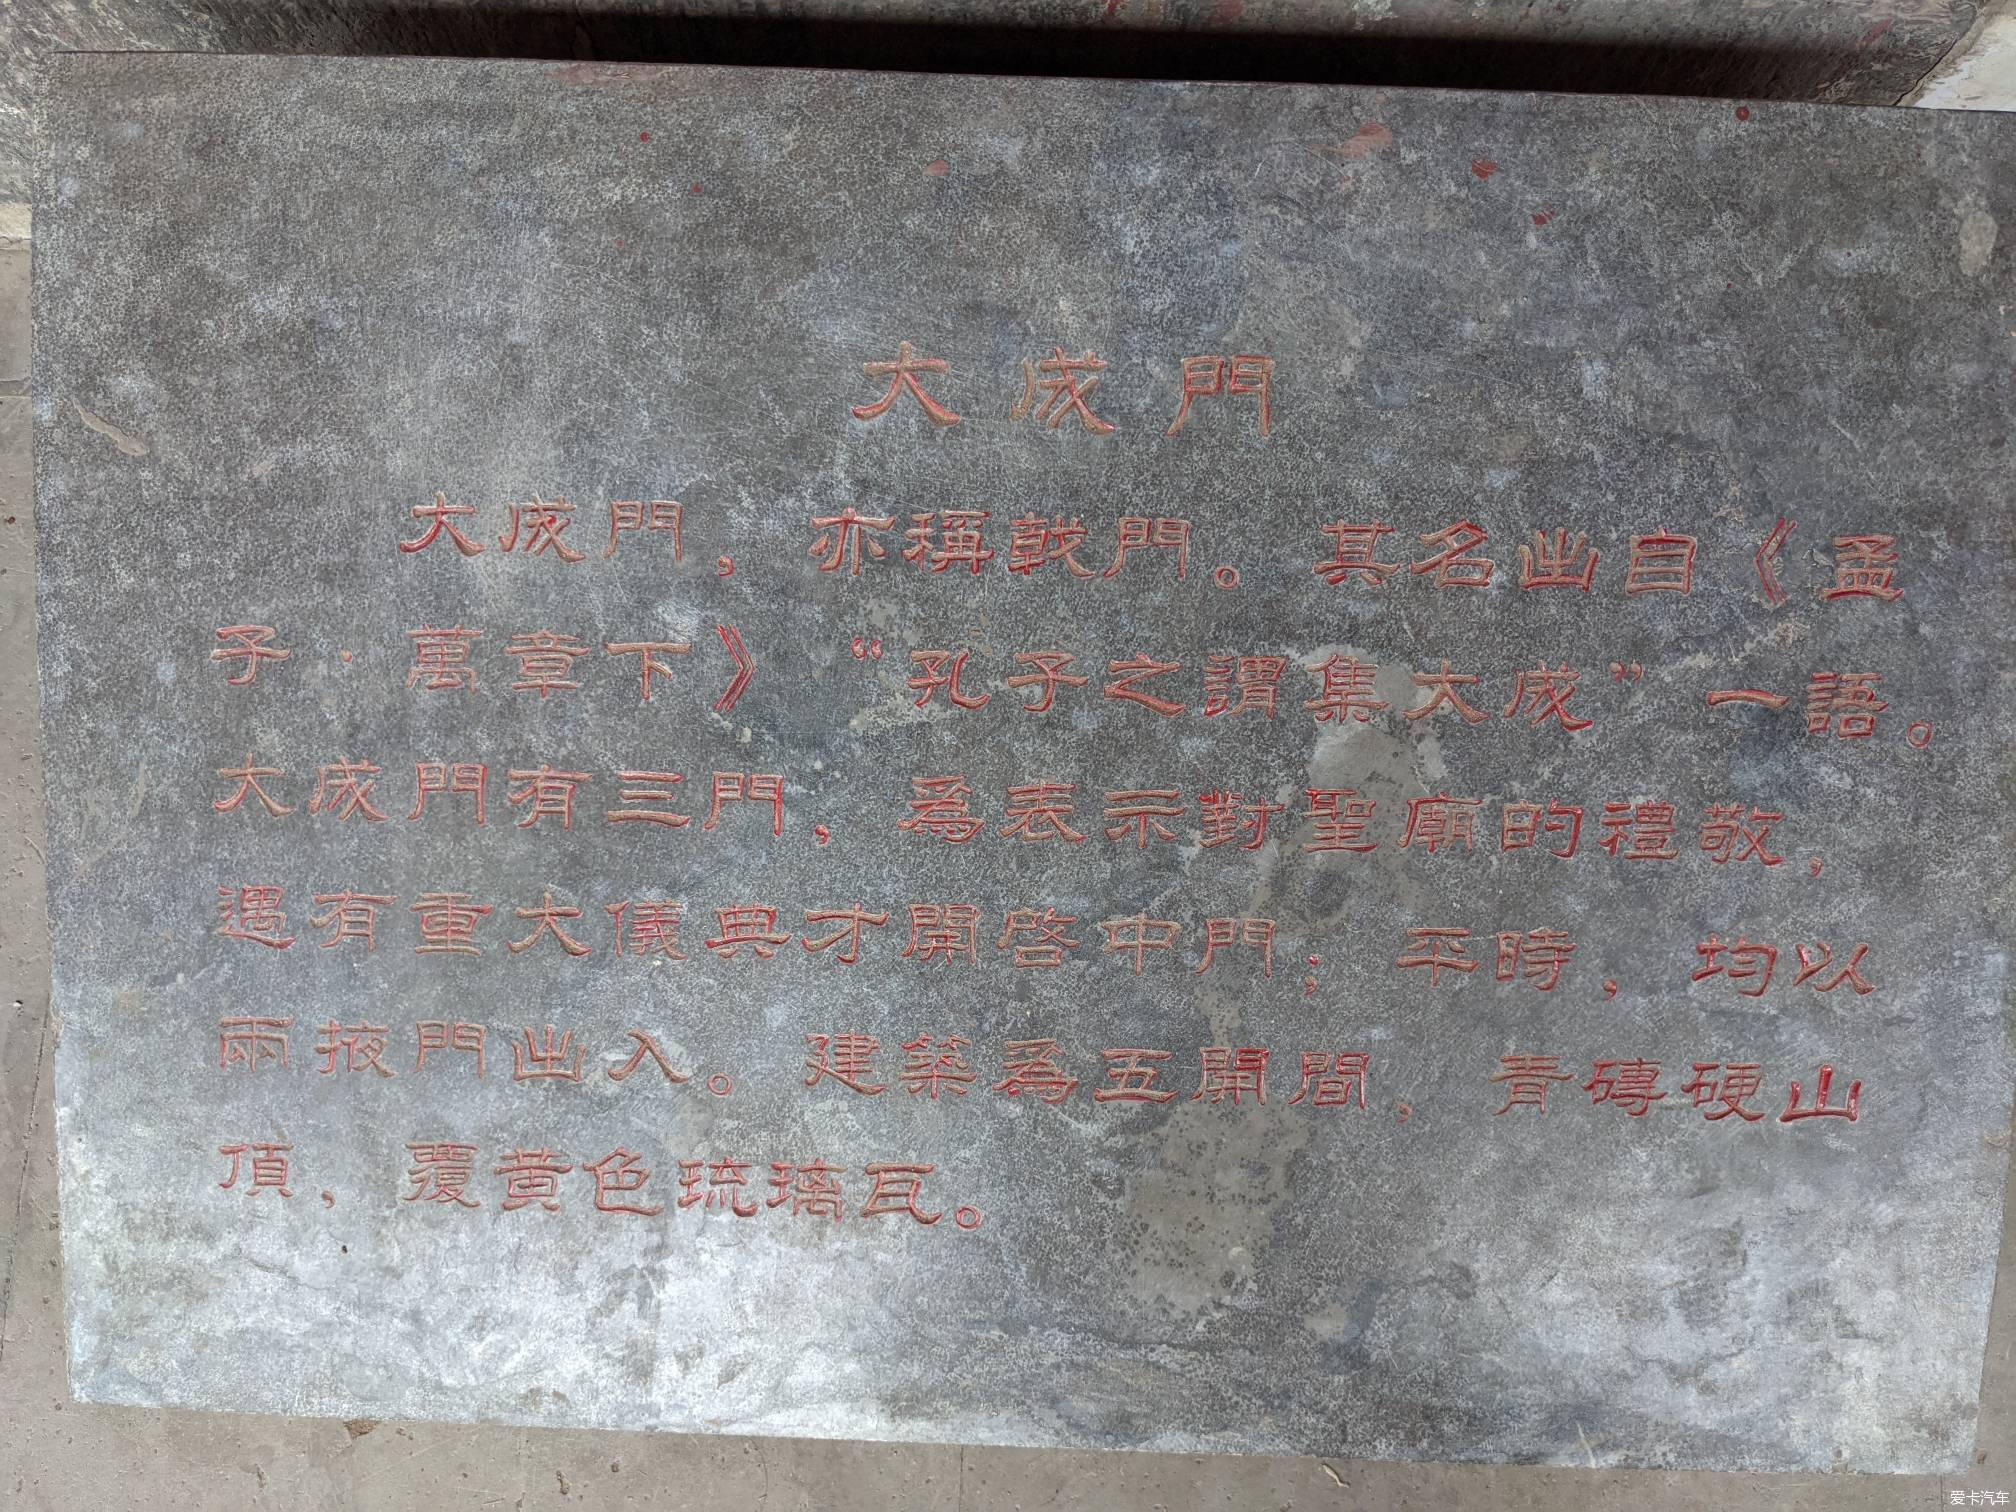 大成門
大成門，亦稱戟門。其名出自《孟
子·萬章下》“孔子之謂集大成”一語。
大成門有三門，爲表示對聖廟的禮敬，
遇有重大儀典才開啓中門；平時，均以
兩掖門出入。建築爲五開間，青磚硬山
頂，覆黄色琉璃瓦。
爱卡汽车